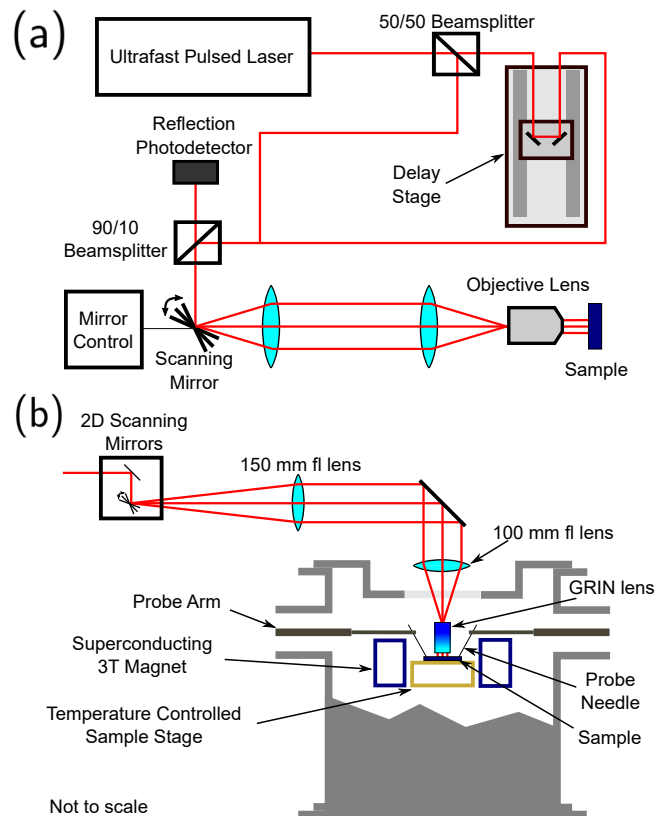 (a)
50/50 Beamsplitter
Ultrafast Pulsed Laser
Reflection
Photodetector
Delay
Stage
90/10
Beamsplitter
Objective Lens
Mirror
Control
Scanning
Mirror
Sample
(b)
2D Scanning
Mirrors
150 mm fl lens
100 mm fl lens
GRIN lens
Probe Arm
Superconducting
3T Magnet
Probe
Needle
Temperature Controlled
Sample Stage
Sample
Not to scale